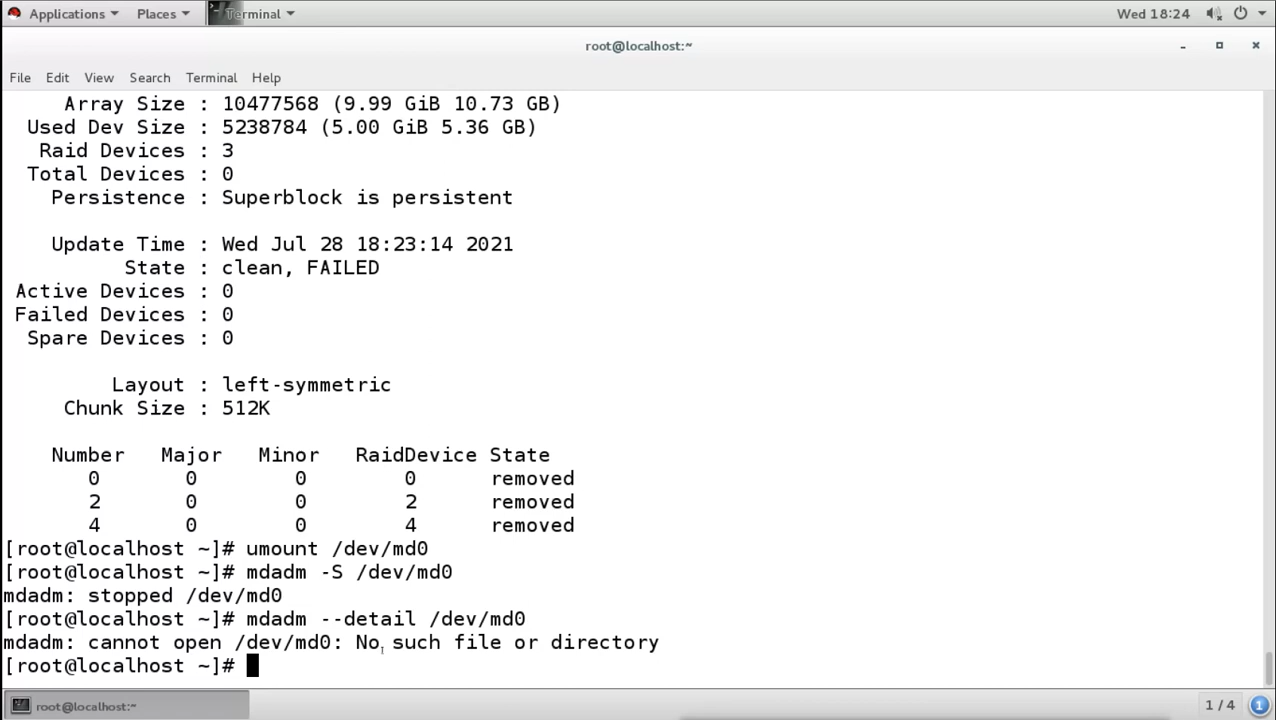 Applications Places Terminal Wed 18:24
root@localhost:~
File Edit View Search Terminal Help
Array Size : 10477568 (9.99 GiB 10.73 GB)
Used Dev Size : 5238784 (5.00 GiB 5.36 GB)
Raid Devices : 3
Total Devices : 0
Persistence : Superblock is persistent
Update Time : Wed Jul 28 18:23:14 2021
State : clean, FAILED
Active Devices : 0
Failed Devices : 0
Spare Devices : 0
Layout : left-symmetric
Chunk Size : 512K
Number Major Minor RaidDevice State
0 0 0 0 removed
2 0 0 2 removed
4 0 0 4 removed
[root@localhost ~]# umount /dev/md0
[root@localhost ~]# mdadm -S /dev/md0
mdadm: stopped /dev/md0
[root@localhost ~]# mdadm --detail /dev/md0
mdadm: cannot open /dev/md0: No such file or directory
[root@localhost ~]#
root@localhost:~ 1 / 4 1